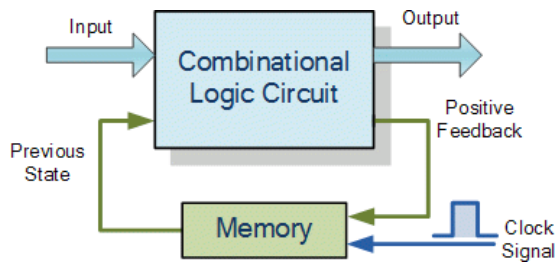 Input
Output
Combinational
Logic Circuit
Positive
Feedback
Previous
State
Memory
Clock
Signal